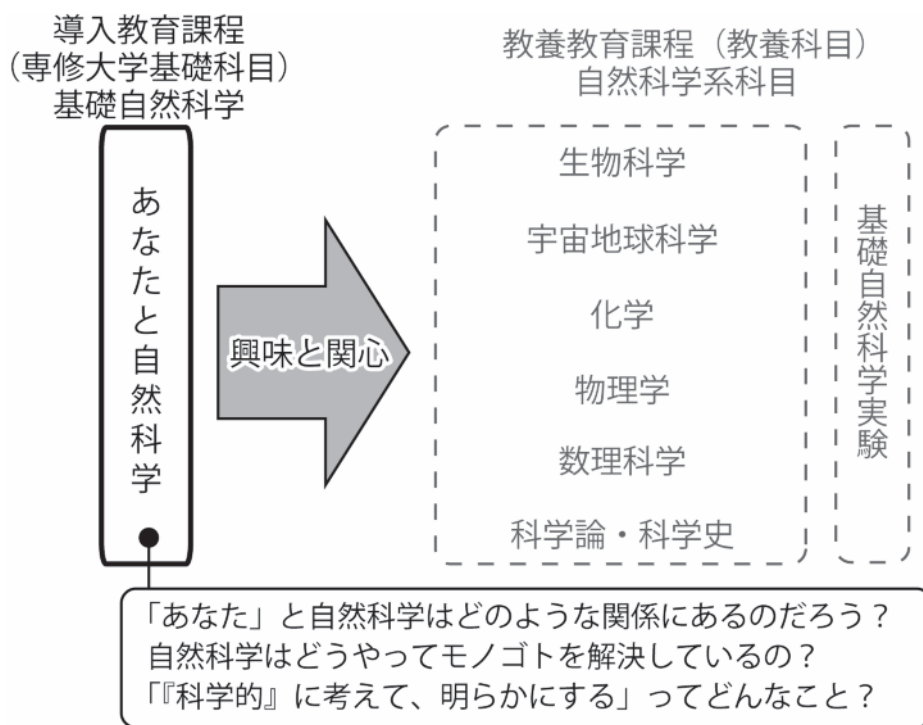 導入教育課程
（専修大学基礎科目）
基礎自然科学
あなたと自然科学
興味と関心
教養教育課程（教養科目）
自然科学系科目
生物科学
宇宙地球科学
化学
物理学
数理科学
科学論・科学史
基礎自然科学実験
「あなた」と自然科学はどのような関係にあるのだろう？
自然科学はどうやってモノゴトを解決しているの？
「『科学的』に考えて、明らかにする」ってどんなこと？